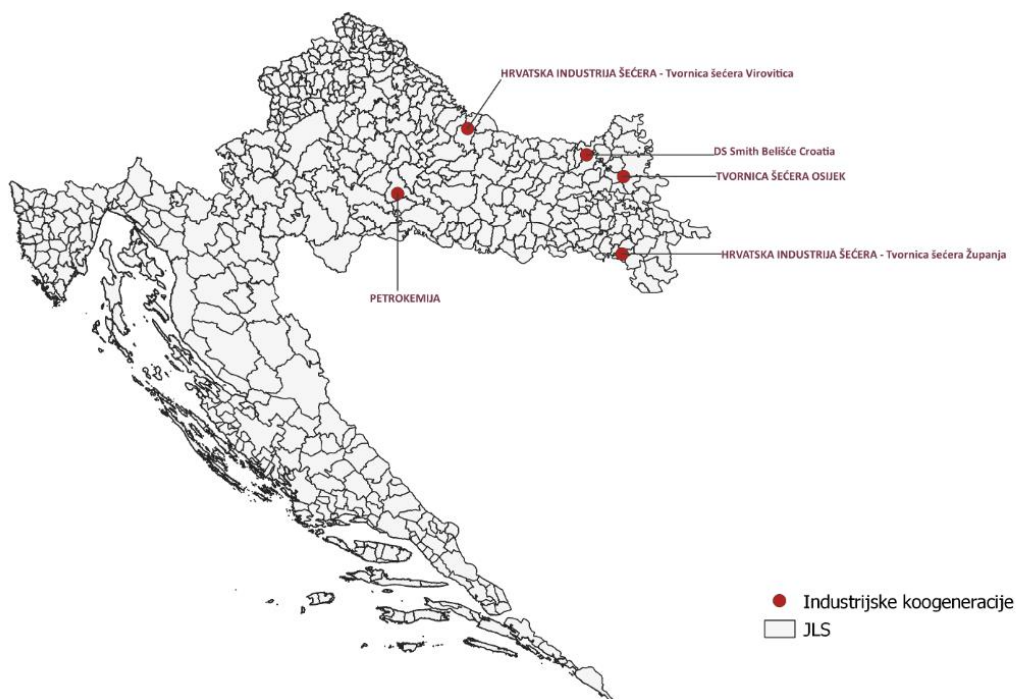 HRVATSKA INDUSTRIJA ŠEĆERA - Tvornica šećera Virovitica
DS Smith Belišće Croatia
TVORNICA ŠEĆERA OSIJEK
HRVATSKA INDUSTRIJA ŠEĆERA - Tvornica šećera Županja
PETROKEMIJA
Industrijske koogeneracije
JLS